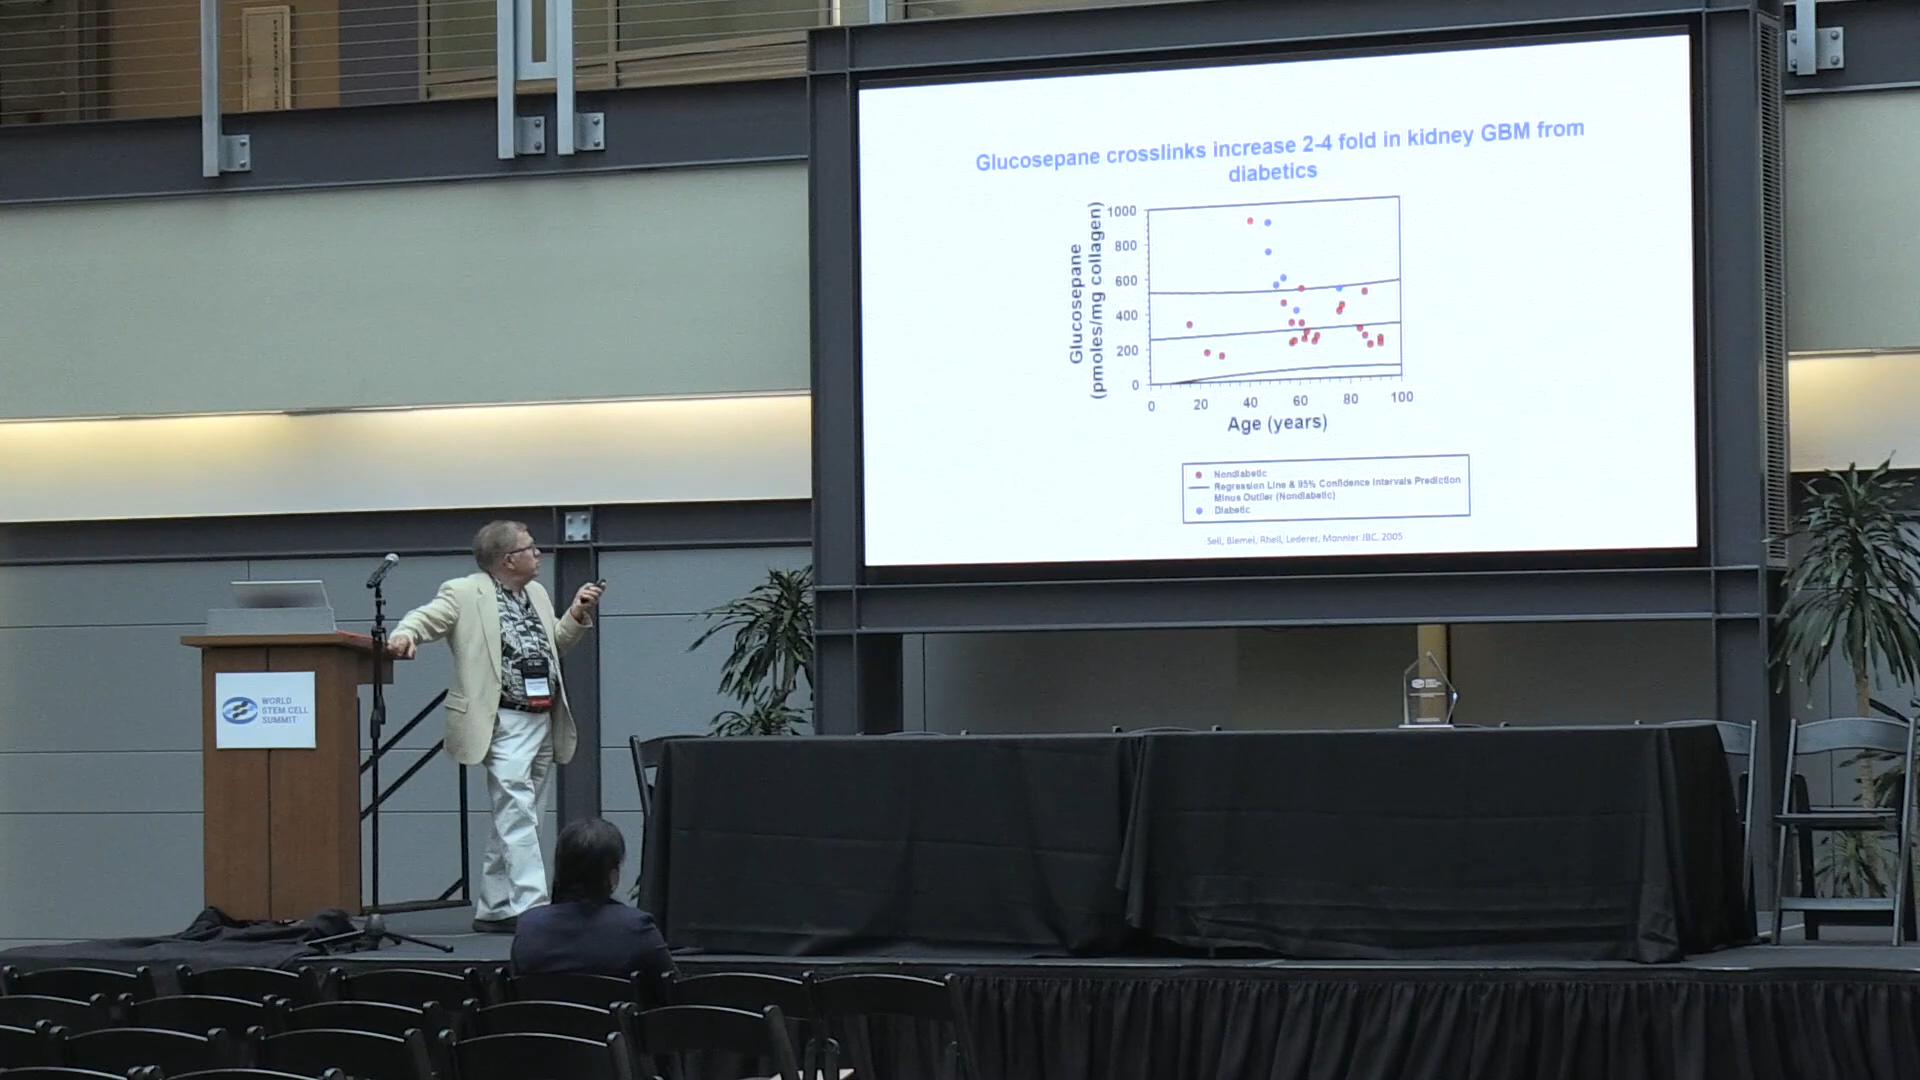 Glucosepane crosslinks increase 2-4 fold in kidney GBM from
diabetics
Glucosepane
(pmoles/mg collagen)
1000
800
600
400
200
0
0 20 40 60 80 100
Age (years)
Nondiabetic
Regression Line & 95% Confidence Intervals Prediction
Minus Outlier (Nondiabetic)
Diabetic
Sell, Biemel, Rheil, Lederer, Monnier JBC, 2005
WORLD
STEM CELL
SUMMIT